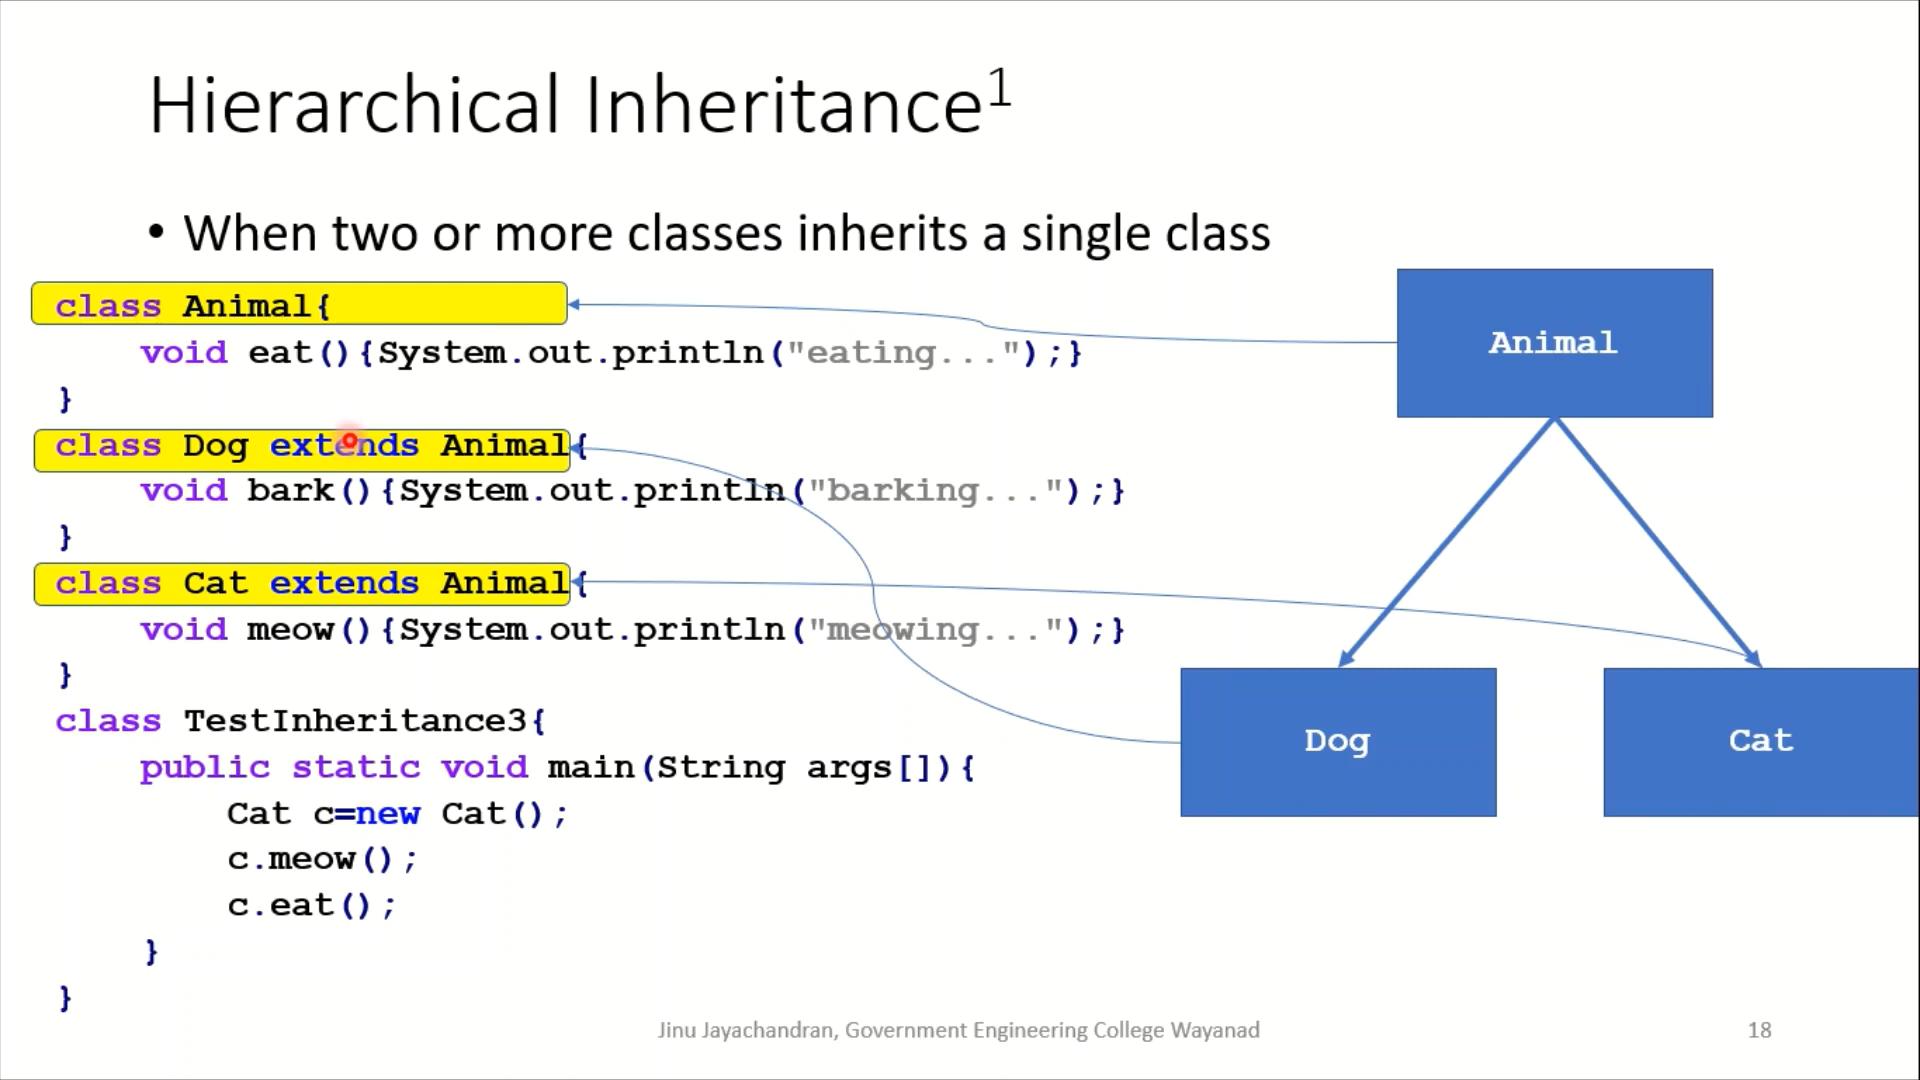 Hierarchical Inheritance1
• When two or more classes inherits a single class
class Animal{
void eat(){System.out.println("eating...");}
}
class Dog extends Animal{
void bark(){System.out.println("barking...");}
}
class Cat extends Animal{
void meow(){System.out.println("meowing...");}
}
class TestInheritance3{
public static void main(String args[]){
Cat c=new Cat();
c.meow();
c.eat();
}
}
Animal
Dog
Cat
Jinu Jayachandran, Government Engineering College Wayanad
18